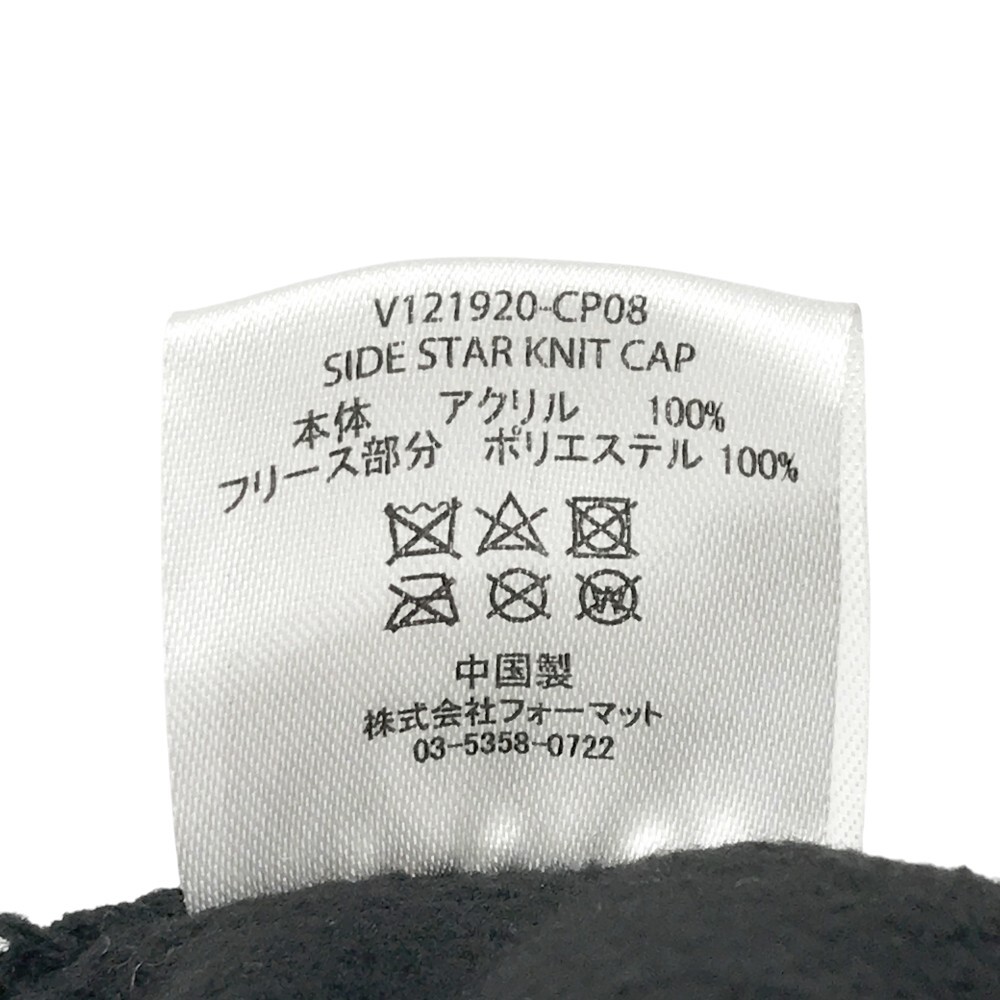 V121920-CP08
SIDE STAR KNIT CAP
本体 アクリル 100%
フリース部分 ポリエステル 100%
中国製
株式会社フォーマット
03-5358-0722